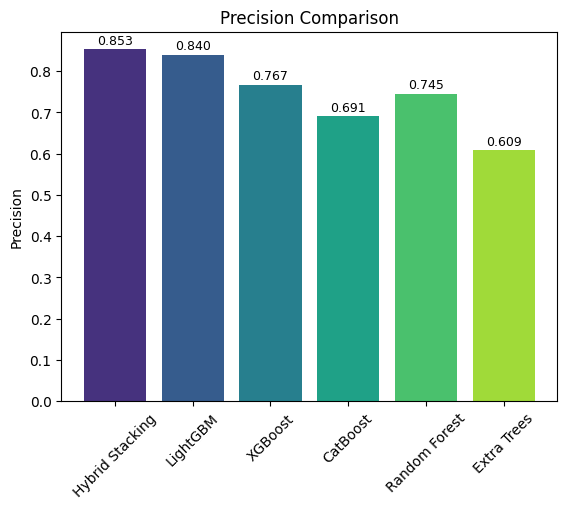 Precision Comparison
0.853
0.840
0.767
0.691
0.745
0.609
Precision
0.8
0.7
0.6
0.5
0.4
0.3
0.2
0.1
0.0
Hybrid Stacking
LightGBM
XGBoost
CatBoost
Random Forest
Extra Trees